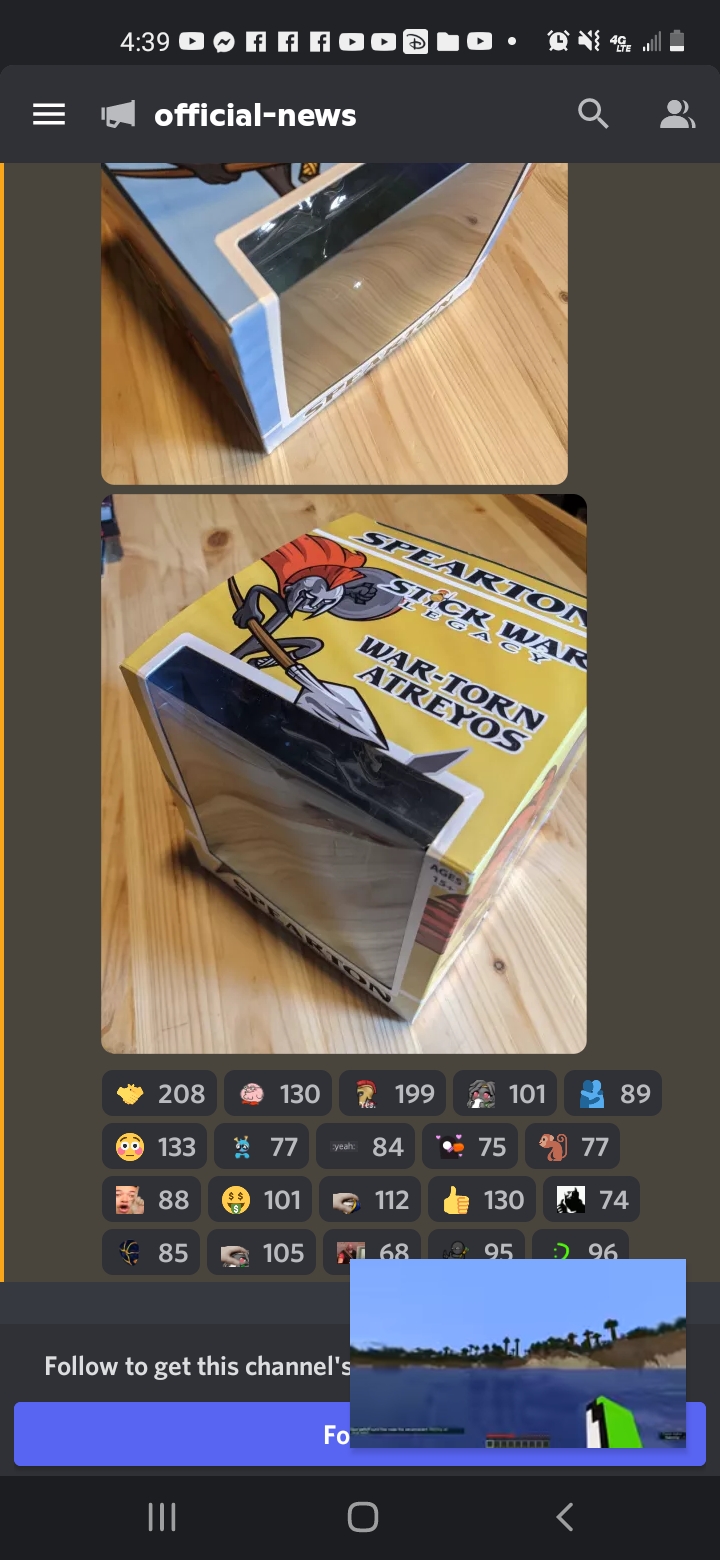 4:39
4G
LTE
official-news
SPEARTON
SPEARTON
STICK WAR
LEGACY
WAR-TORN
ATREYOS
AGES
15+
SPEARTON
208 130 199 101 89
133 77 :yeah: 84 75 77
88 101 112 130 74
85 105 68 95 96
Follow to get this channel's
Fo